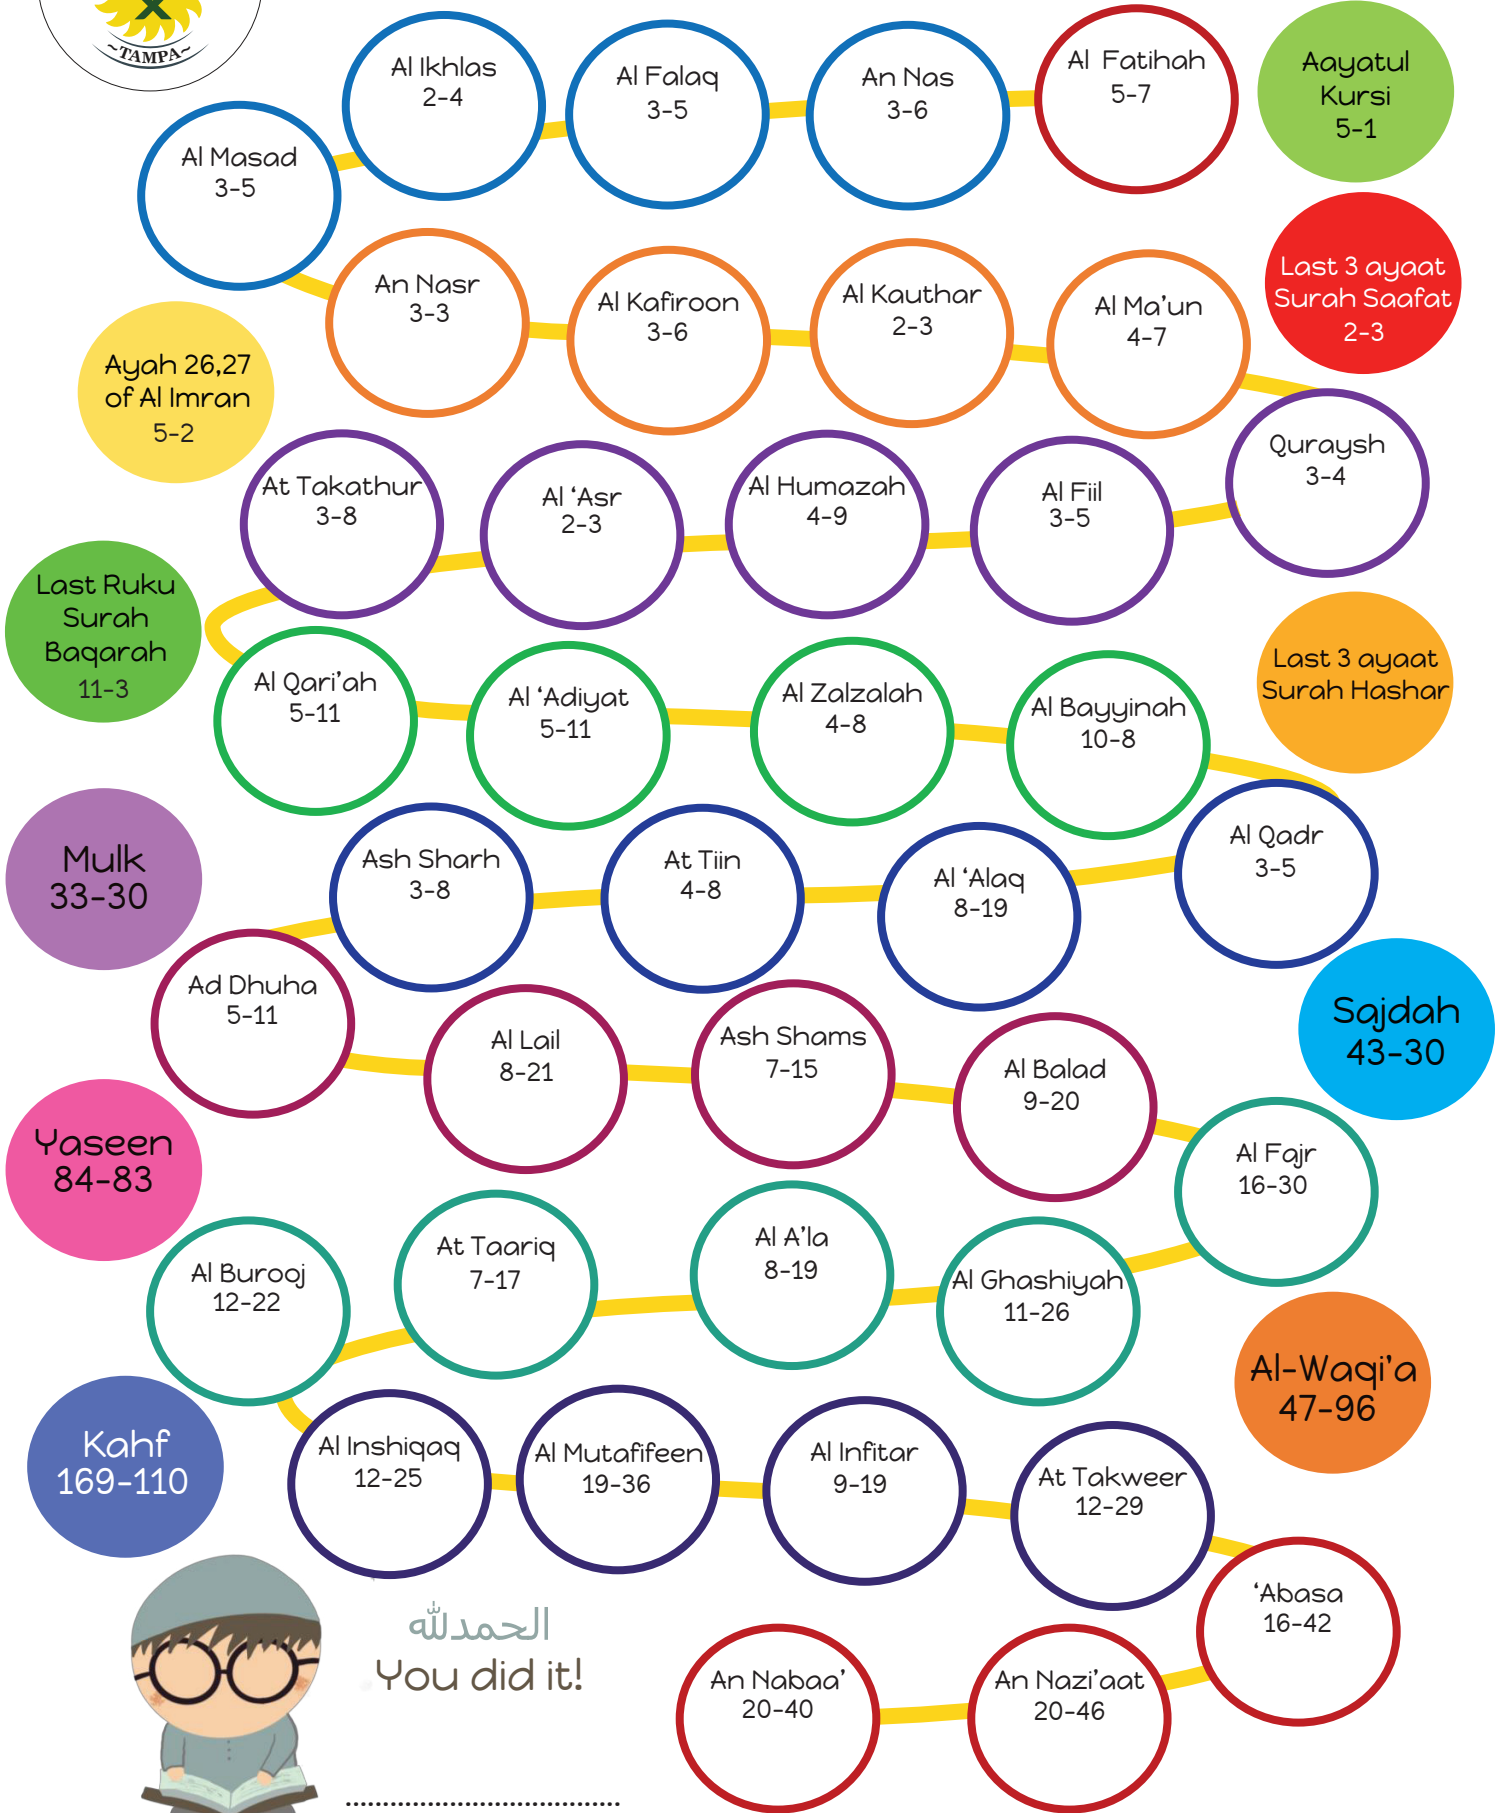 ~TAMPA~
Al Ikhlas
2-4
Al Falaq
3-5
An Nas
3-6
Al Fatihah
5-7
Aayatul
Kursi
5-1
Al Masad
3-5
Last 3 ayaat
Surah Saafat
2-3
An Nasr
3-3
Al Kafiroon
3-6
Al Kauthar
2-3
Al Ma'un
4-7
Ayah 26,27
of Al Imran
5-2
Quraysh
3-4
At Takathur
3-8
Al 'Asr
2-3
Al Humazah
4-9
Al Fiil
3-5
Last Ruku
Surah
Baqarah
11-3
Last 3 ayaat
Surah Hashar
Al Qari'ah
5-11
Al 'Adiyat
5-11
Al Zalzalah
4-8
Al Bayyinah
10-8
Mulk
33-30
Ash Sharh
3-8
At Tiin
4-8
Al 'Alaq
8-19
Al Qadr
3-5
Ad Dhuha
5-11
Al Lail
8-21
Ash Shams
7-15
Al Balad
9-20
Sajdah
43-30
Yaseen
84-83
Al Fajr
16-30
Al Burooj
12-22
At Taariq
7-17
Al A'la
8-19
Al Ghashiyah
11-26
Al-Waqi'a
47-96
Kahf
169-110
Al Inshiqaq
12-25
Al Mutafifeen
19-36
Al Infitar
9-19
At Takweer
12-29
'Abasa
16-42
الحمدلله
You did it!
An Nabaa'
20-40
An Nazi'aat
20-46